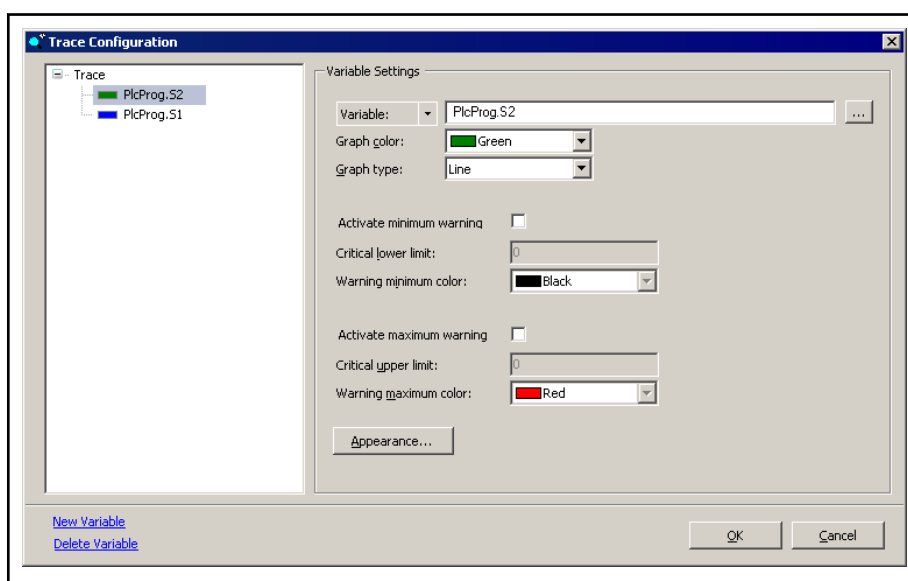 Trace Configuration
Trace
PlcProg.S2
PlcProg.S1
Variable Settings
Variable: PlcProg.S2 ...
Graph color: Green
Graph type: Line
Activate minimum warning
Critical lower limit: 0
Warning minimum color: Black
Activate maximum warning
Critical upper limit: 0
Warning maximum color: Red
Appearance...
New Variable
Delete Variable
OK Cancel